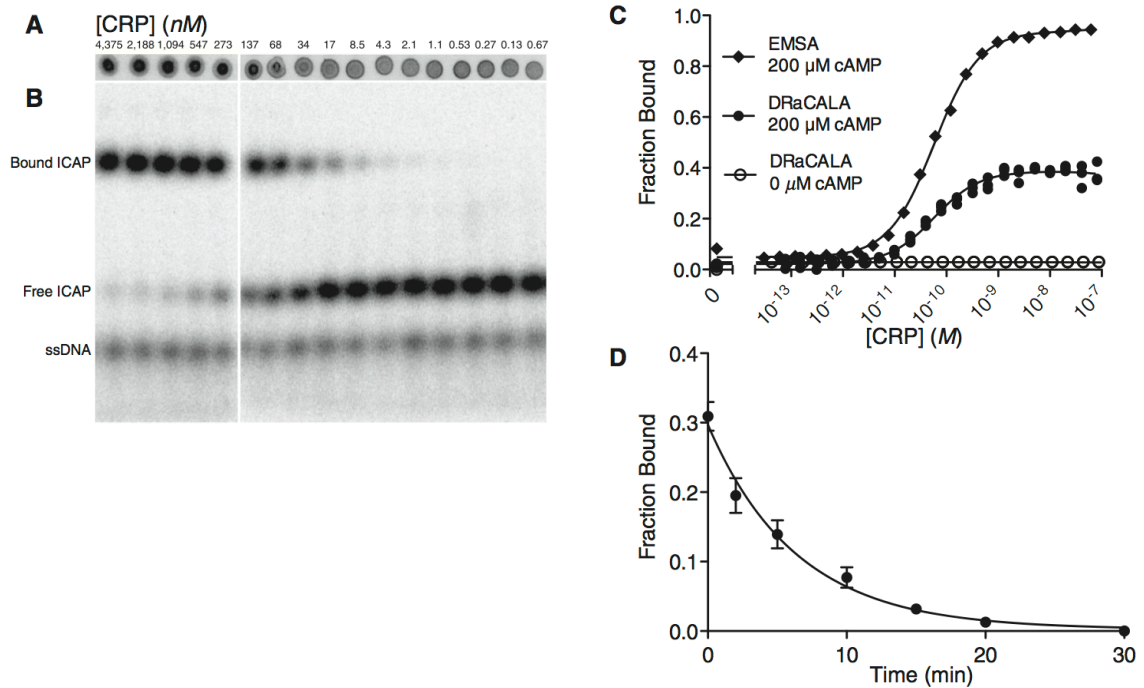 A
[CRP] (nM)
4,375 2,188 1,094 547 273 137 68 34 17 8.5 4.3 2.1 1.1 0.53 0.27 0.13 0.67
B
Bound ICAP
Free ICAP
ssDNA
C
Fraction Bound
1.0
0.8
0.6
0.4
0.2
0.0
EMSA
200 µM cAMP
DRaCALA
200 µM cAMP
DRaCALA
0 µM cAMP
0 10-13 10-12 10-11 10-10 10-9 10-8 10-7
[CRP] (M)
D
Fraction Bound
0.4
0.3
0.2
0.1
0.0
0 10 20 30
Time (min)